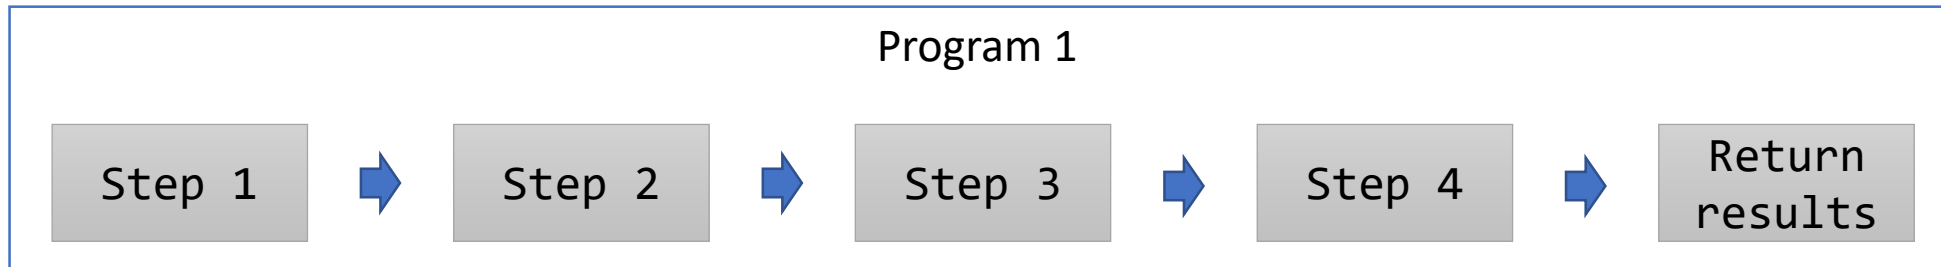 Program 1
Step 1
Step 2
Step 3
Step 4
Return
results